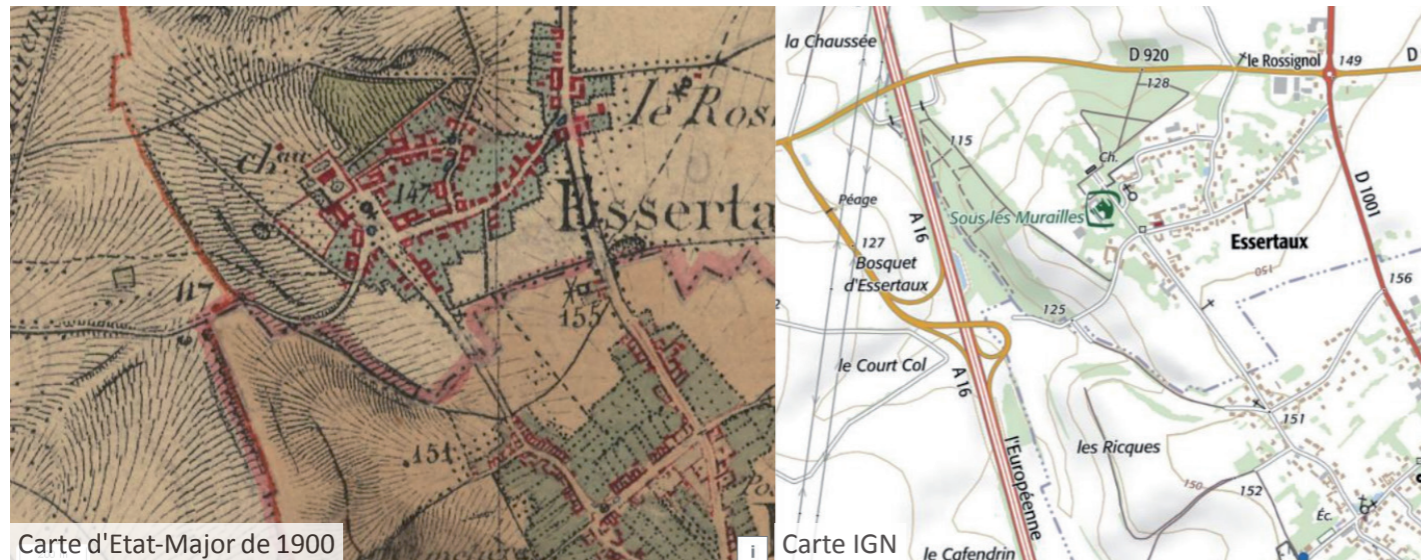 le Ros
ch.au
147
Esserta
117
155
151
Po
Carte d'Etat-Major de 1900
i
la Chaussée
D 920
le Rossignol
149
D
128
115
Ch.
D 1001
Péage
A 16
Sous les Murailles
127
Bosquet
d'Essertaux
Essertaux
150
156
125
le Court Col
A 16
151
les Ricques
l'Européenne
150
152
Éc.
le Cafendrin
Carte IGN